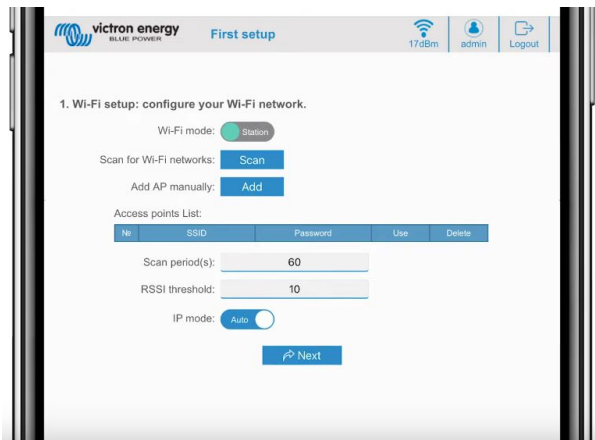 victron energy
BLUE POWER
First setup
17dBm
admin
Logout
1. Wi-Fi setup: configure your Wi-Fi network.
Wi-Fi mode: Station
Scan for Wi-Fi networks: Scan
Add AP manually: Add
Access points List:
№ SSID Password Use Delete
Scan period(s): 60
RSSI threshold: 10
IP mode: Auto
Next